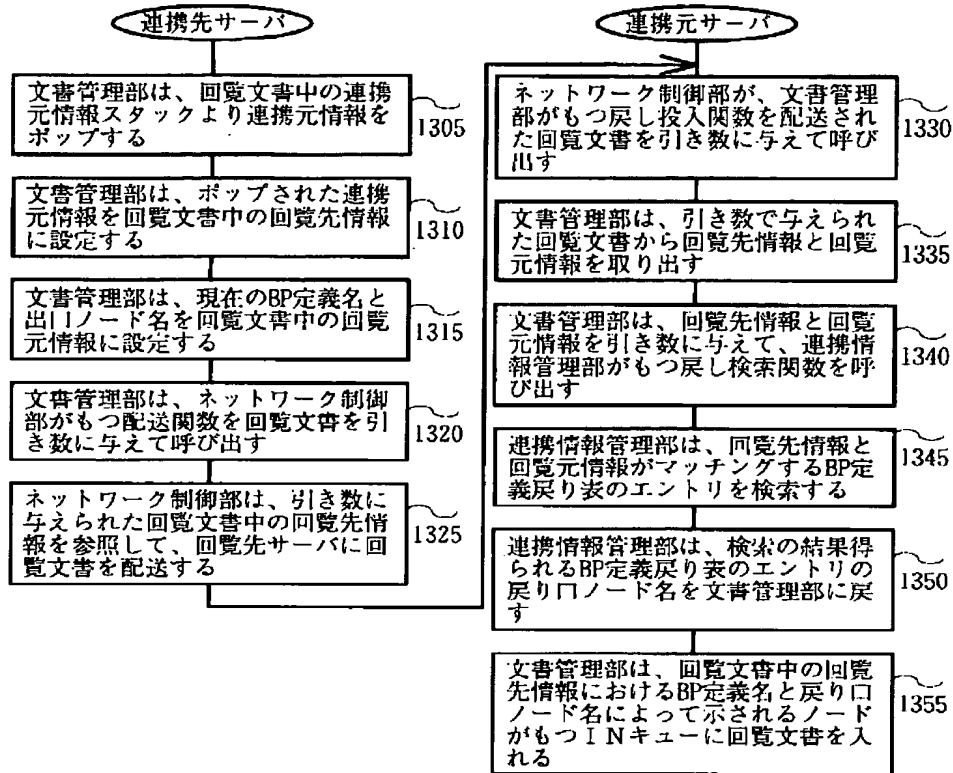 連携先サーバ
文書管理部は、回覧文書中の連携
元情報スタックより連携元情報を
ポップする
1305
文書管理部は、ポップされた連携
元情報を回覧文書中の回覧先情報
に設定する
1310
文書管理部は、現在のBP定義名と
出口ノード名を回覧文書中の回覧
元情報に設定する
1315
文書管理部は、ネットワーク制御
部がもつ配送関数を回覧文書を引
き数に与えて呼び出す
1320
ネットワーク制御部は、引き数に
与えられた回覧文書中の回覧先情
報を参照して、回覧先サーバに回
覧文書を配送する
1325
連携元サーバ
ネットワーク制御部が、文書管理
部がもつ戻し投入関数を配送され
た回覧文書を引き数に与えて呼び
出す
1330
文書管理部は、引き数で与えられ
た回覧文書から回覧先情報と回覧
元情報を取り出す
1335
文書管理部は、回覧先情報と回覧
元情報を引き数に与えて、連携情
報管理部がもつ戻し検索関数を呼
び出す
1340
連携情報管理部は、回覧先情報と
回覧元情報がマッチングするBP定
義戻り表のエントリを検索する
1345
連携情報管理部は、検索の結果得
られるBP定義戻り表のエントリの
戻り口ノード名を文書管理部に戻
す
1350
文書管理部は、回覧文書中の回覧
先情報におけるBP定義名と戻り口
ノード名によって示されるノード
がもつＩＮキューに回覧文書を入
れる
1355